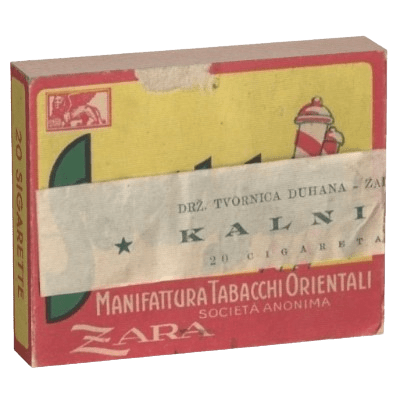 20 SIGARETTE
DRŽ. TVORNICA DUHANA - ZA
★ KALNI
20 CIGARETA
MANIFATTURA TABACCHI ORIENTALI
SOCIETÀ ANONIMA
ZARA